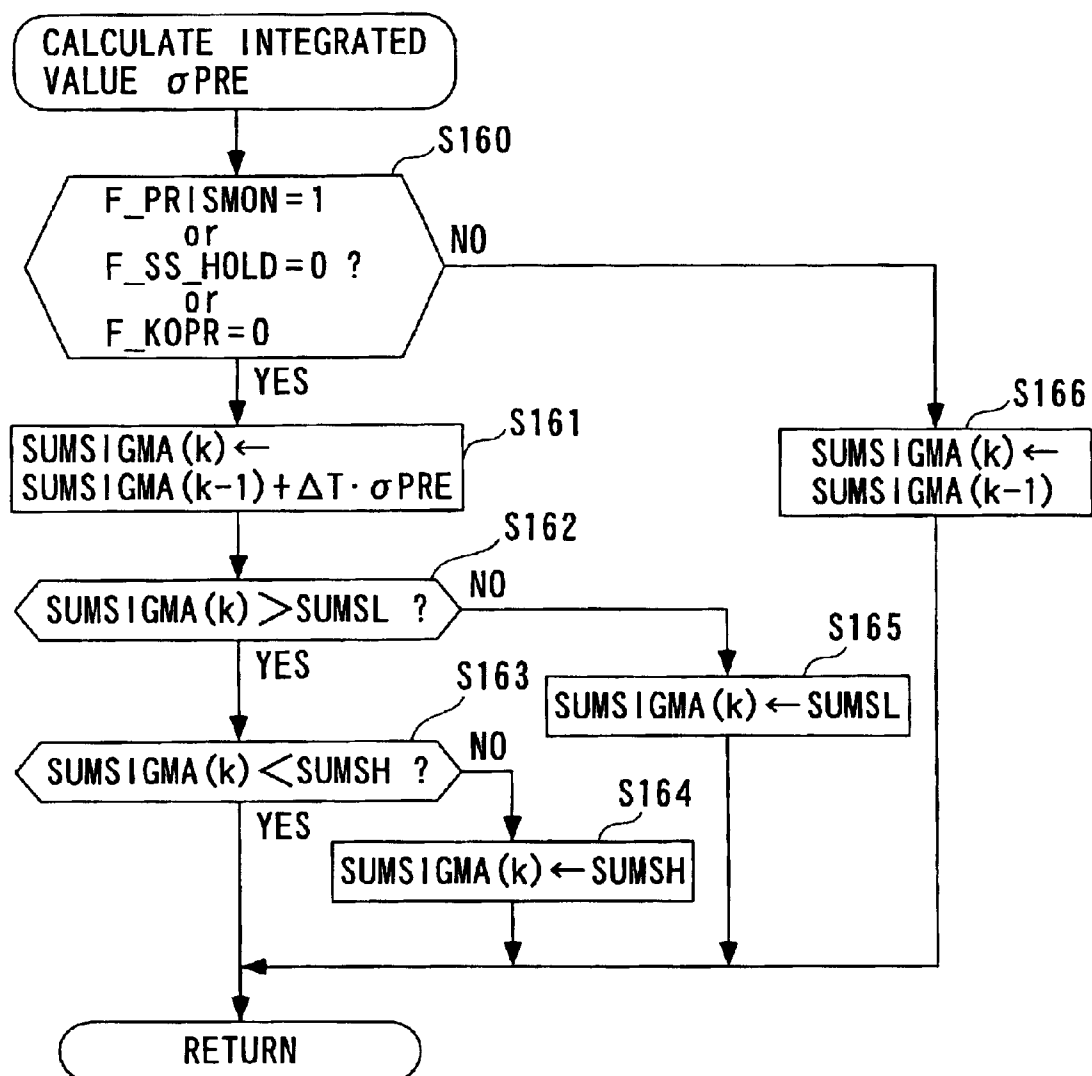 CALCULATE INTEGRATED
VALUE σPRE
S160
F_PRISMON=1
or
F_SS_HOLD=0 ?
or
F_KOPR=0
NO
YES
S161
SUMSIGMA(k)←
SUMSIGMA(k-1)+ΔT·σPRE
S166
SUMSIGMA(k)←
SUMSIGMA(k-1)
S162
SUMSIGMA(k)>SUMSL ?
NO
YES
S165
SUMSIGMA(k)←SUMSL
S163
SUMSIGMA(k)<SUMSH ?
NO
YES
S164
SUMSIGMA(k)←SUMSH
RETURN